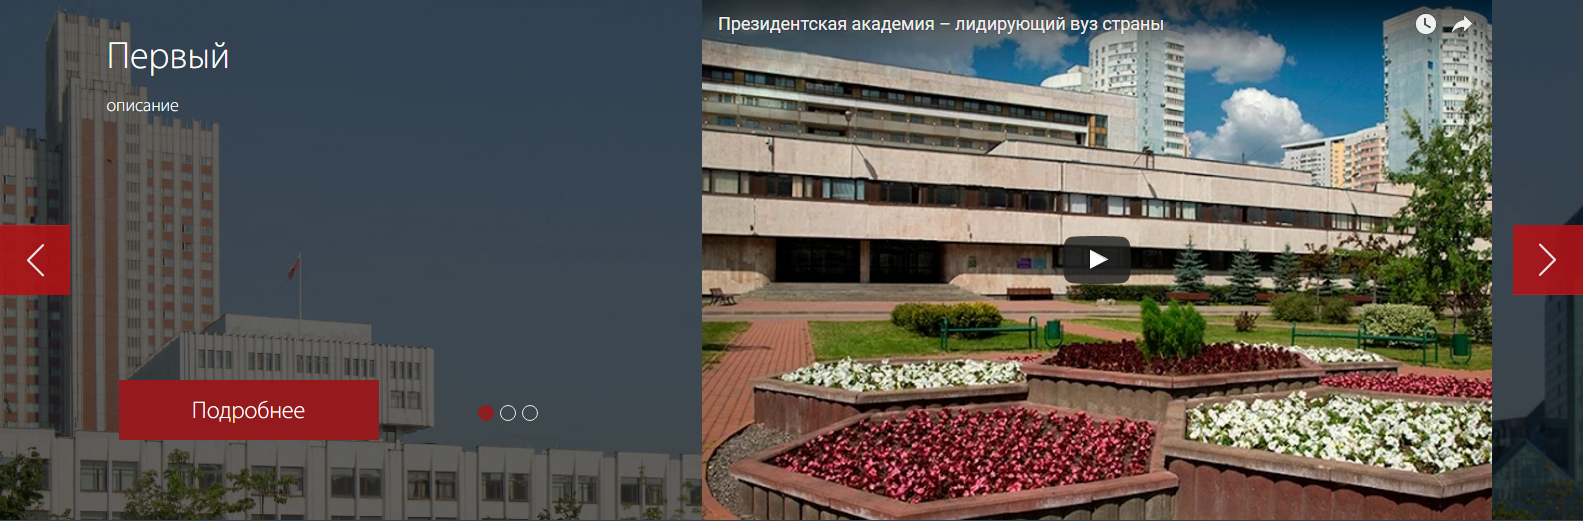 Первый
описание
Подробнее
Президентская академия – лидирующий вуз страны